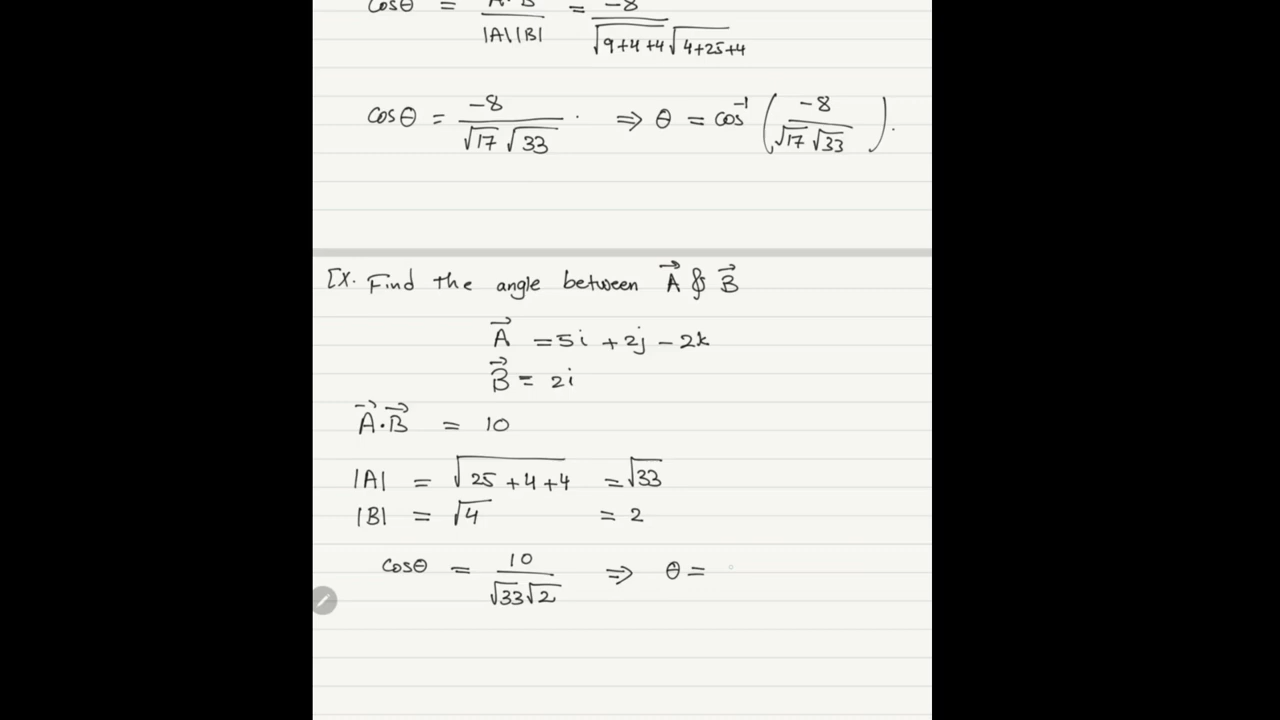 cosθ = A·B / |A||B| = -8 / √9+4+4 √4+25+4
cosθ = -8 / √17 √33 . ⇒ θ = cos⁻¹ ( -8 / √17 √33 ) .
Ex. Find the angle between A⃗ & B⃗
A⃗ = 5i + 2j - 2k
B⃗ = 2i
A⃗·B⃗ = 10
|A| = √25+4+4 = √33
|B| = √4 = 2
cosθ = 10 / √33 √2 ⇒ θ =